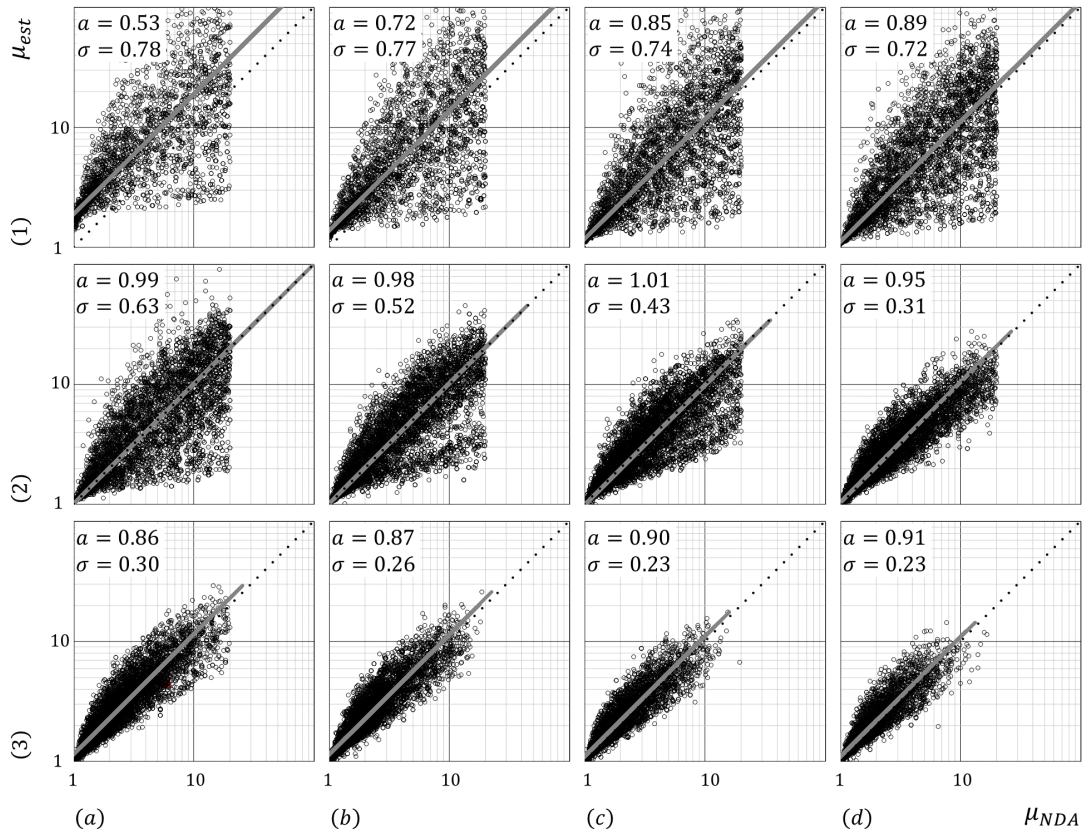 μest
a = 0.53
σ = 0.78
a = 0.72
σ = 0.77
a = 0.85
σ = 0.74
a = 0.89
σ = 0.72
10
1
(1)
a = 0.99
σ = 0.63
a = 0.98
σ = 0.52
a = 1.01
σ = 0.43
a = 0.95
σ = 0.31
10
1
(2)
a = 0.86
σ = 0.30
a = 0.87
σ = 0.26
a = 0.90
σ = 0.23
a = 0.91
σ = 0.23
10
1
(3)
1 10 1 10 1 10 1 10
(a) (b) (c) (d) μNDA